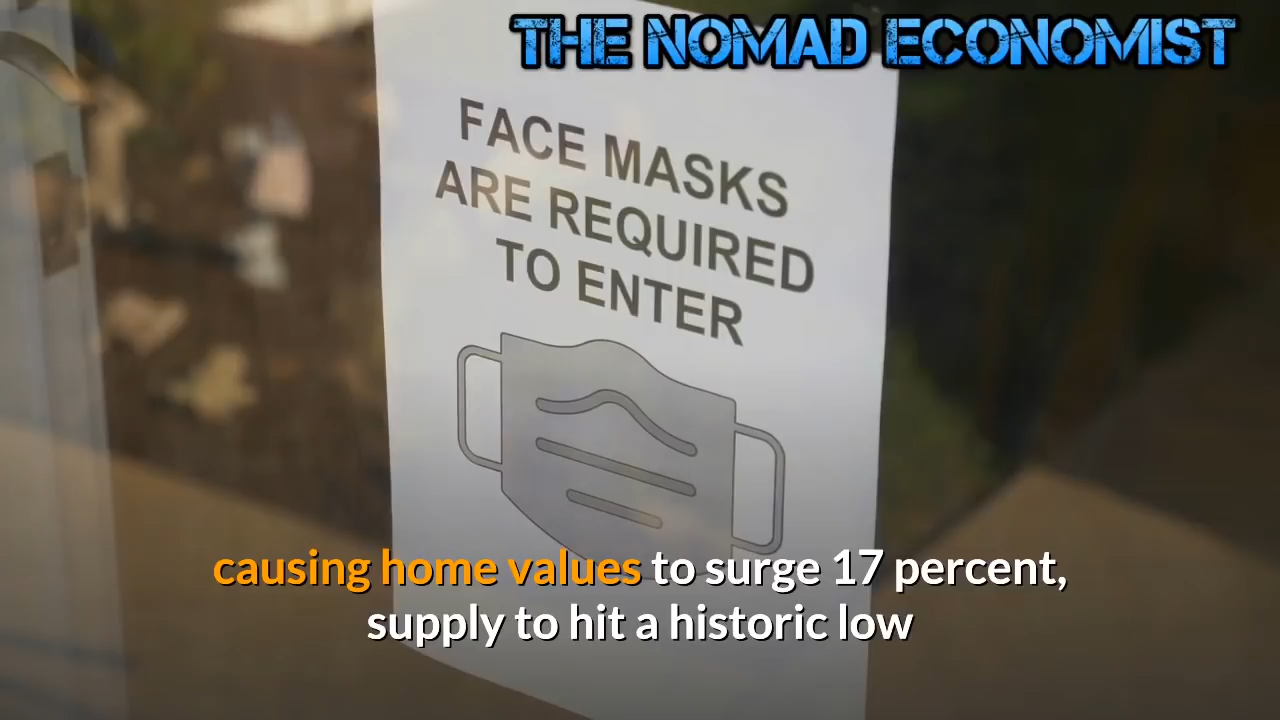 THE NOMAD ECONOMIST
FACE MASKS
ARE REQUIRED
TO ENTER
causing home values to surge 17 percent,
supply to hit a historic low